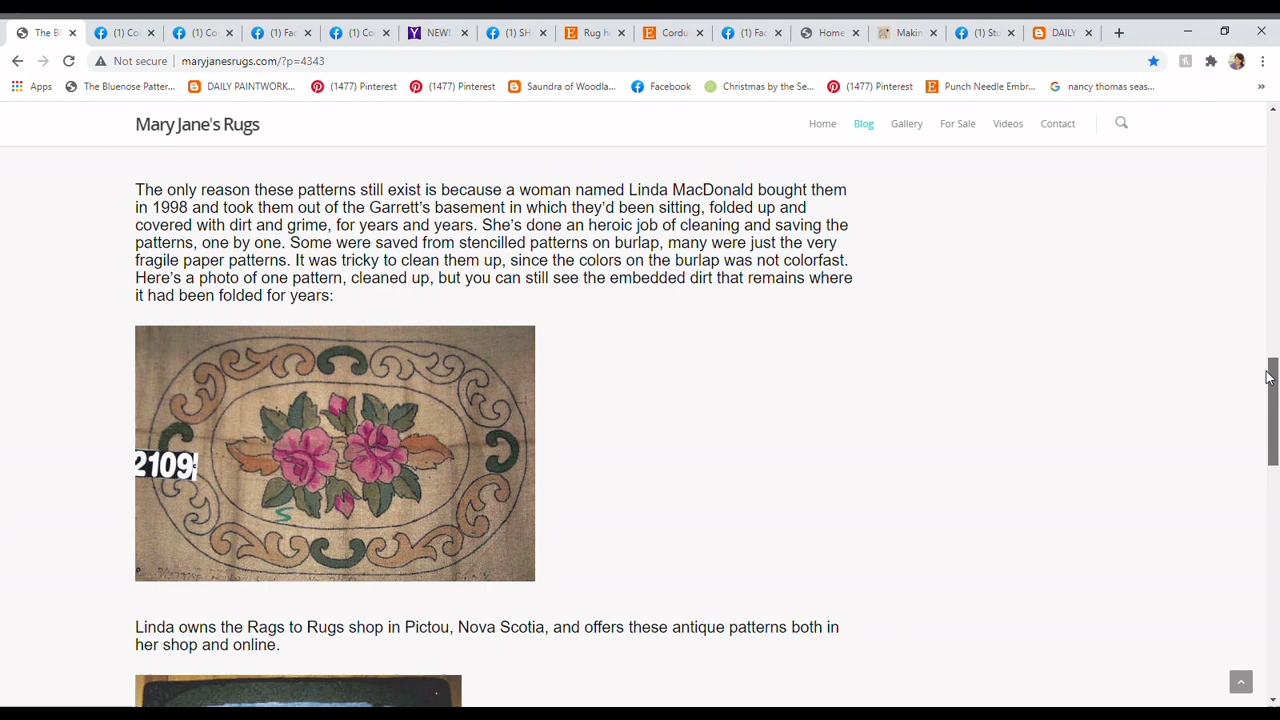 The Bl
(1) Co
(1) Co
(1) Fac
(1) Co
NEW!
(1) SH
Rug h
Cordu
(1) Fac
Home
Makin
(1) Stu
DAILY
Not secure maryjanesrugs.com/?p=4343
Apps The Bluenose Patter... DAILY PAINTWORK... (1477) Pinterest (1477) Pinterest Saundra of Woodla... Facebook Christmas by the Se... (1477) Pinterest Punch Needle Embr... nancy thomas seas... »
Mary Jane's Rugs
Home Blog Gallery For Sale Videos Contact
The only reason these patterns still exist is because a woman named Linda MacDonald bought them
in 1998 and took them out of the Garrett's basement in which they'd been sitting, folded up and
covered with dirt and grime, for years and years. She's done an heroic job of cleaning and saving the
patterns, one by one. Some were saved from stencilled patterns on burlap, many were just the very
fragile paper patterns. It was tricky to clean them up, since the colors on the burlap was not colorfast.
Here's a photo of one pattern, cleaned up, but you can still see the embedded dirt that remains where
it had been folded for years:
2109
Linda owns the Rags to Rugs shop in Pictou, Nova Scotia, and offers these antique patterns both in
her shop and online.